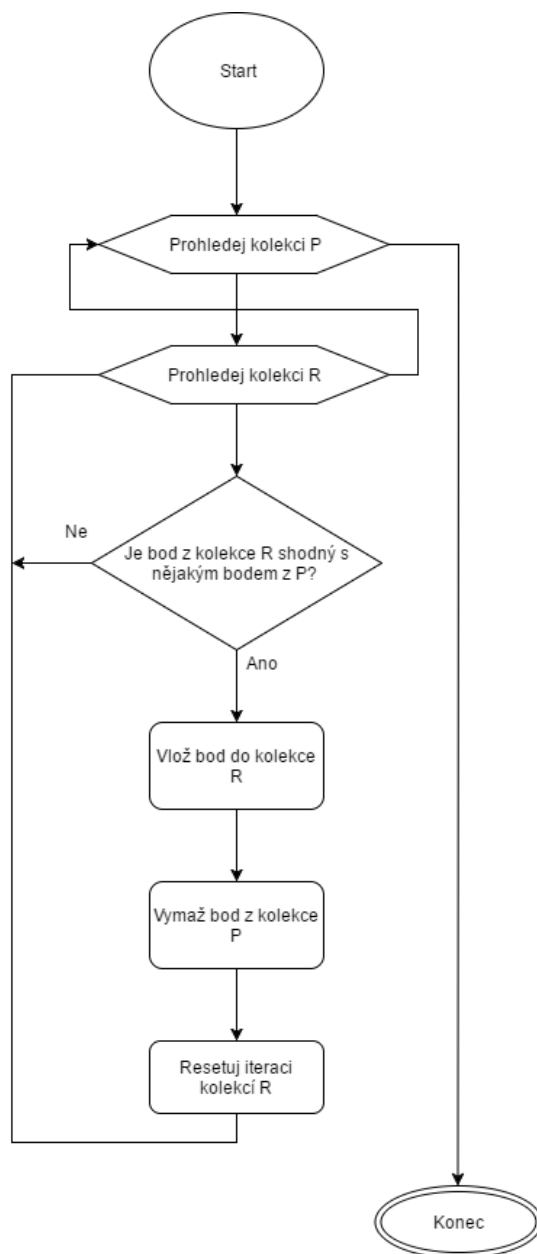 Start
Prohledej kolekci P
Prohledej kolekci R
Ne
Je bod z kolekce R shodný s
nějakým bodem z P?
Ano
Vlož bod do kolekce
R
Vymaž bod z kolekce
P
Resetuj iteraci
kolekcí R
Konec